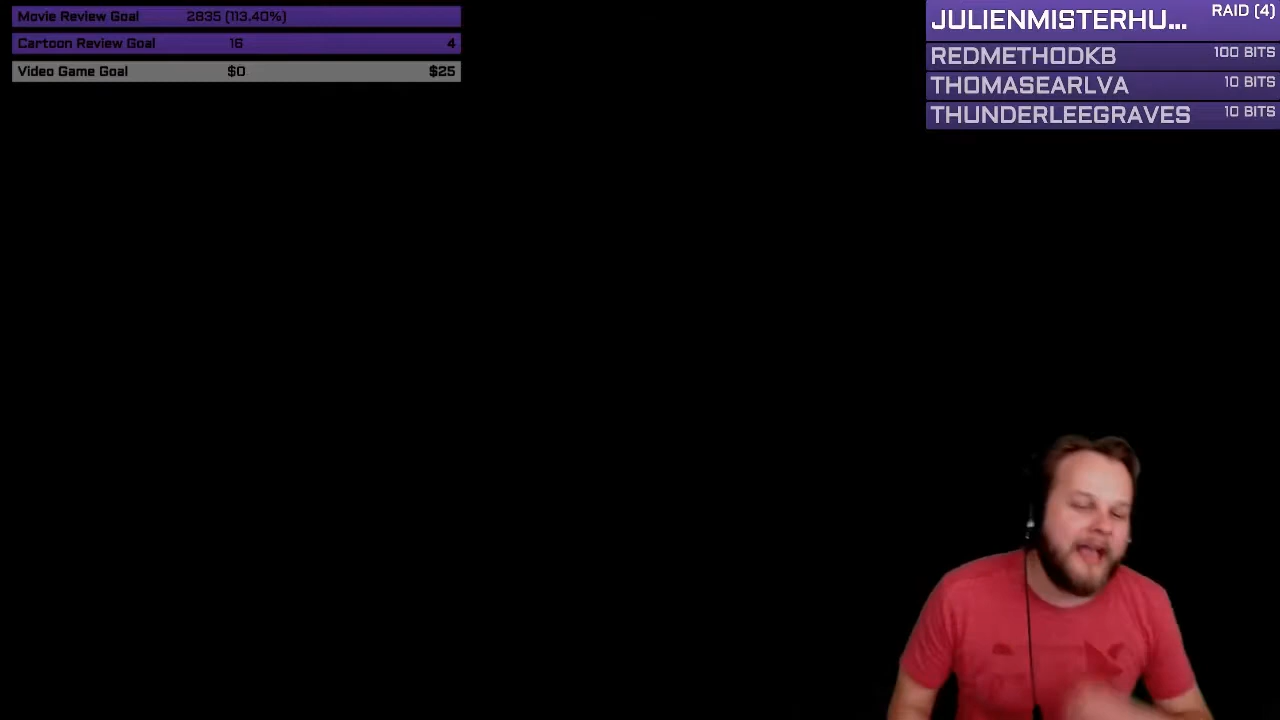 Movie Review Goal 2835 (113.40%)
Cartoon Review Goal 16 4
Video Game Goal $0 $25
JULIENMISTERHU... RAID (4)
REDMETHODKB 100 BITS
THOMASEARLVA 10 BITS
THUNDERLEEGRAVES 10 BITS